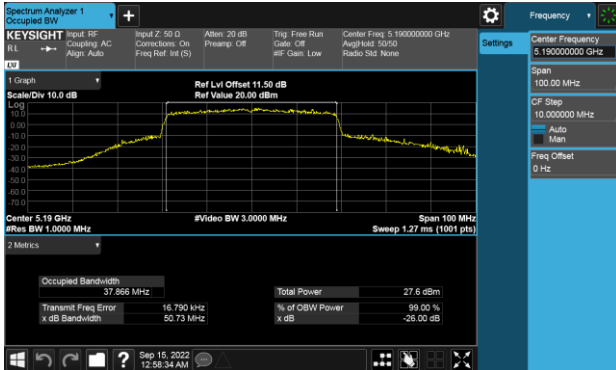 Spectrum Analyzer 1
Occupied BW
+
Frequency
KEYSIGHT
RL
LXI
Input: RF
Coupling: AC
Align: Auto
Input Z: 50 Ω
Corrections: On
Freq Ref: Int (S)
Atten: 20 dB
Preamp: Off
Trig: Free Run
Gate: Off
#IF Gain: Low
Center Freq: 5.190000000 GHz
Avg|Hold: 50/50
Radio Std: None
Settings
Center Frequency
5.190000000 GHz
Span
100.00 MHz
CF Step
10.000000 MHz
Auto
Man
Freq Offset
0 Hz
1 Graph
Scale/Div 10.0 dB
Ref Lvl Offset 11.50 dB
Ref Value 20.00 dBm
Log
10.0
0.00
-10.0
-20.0
-30.0
-40.0
-50.0
-60.0
-70.0
Center 5.19 GHz
#Res BW 1.0000 MHz
#Video BW 3.0000 MHz
Span 100 MHz
Sweep 1.27 ms (1001 pts)
2 Metrics
Occupied Bandwidth
37.866 MHz
Total Power 27.6 dBm
Transmit Freq Error 16.790 kHz
% of OBW Power 99.00 %
x dB Bandwidth 50.73 MHz
x dB -26.00 dB
?
Sep 15, 2022
12:58:34 AM